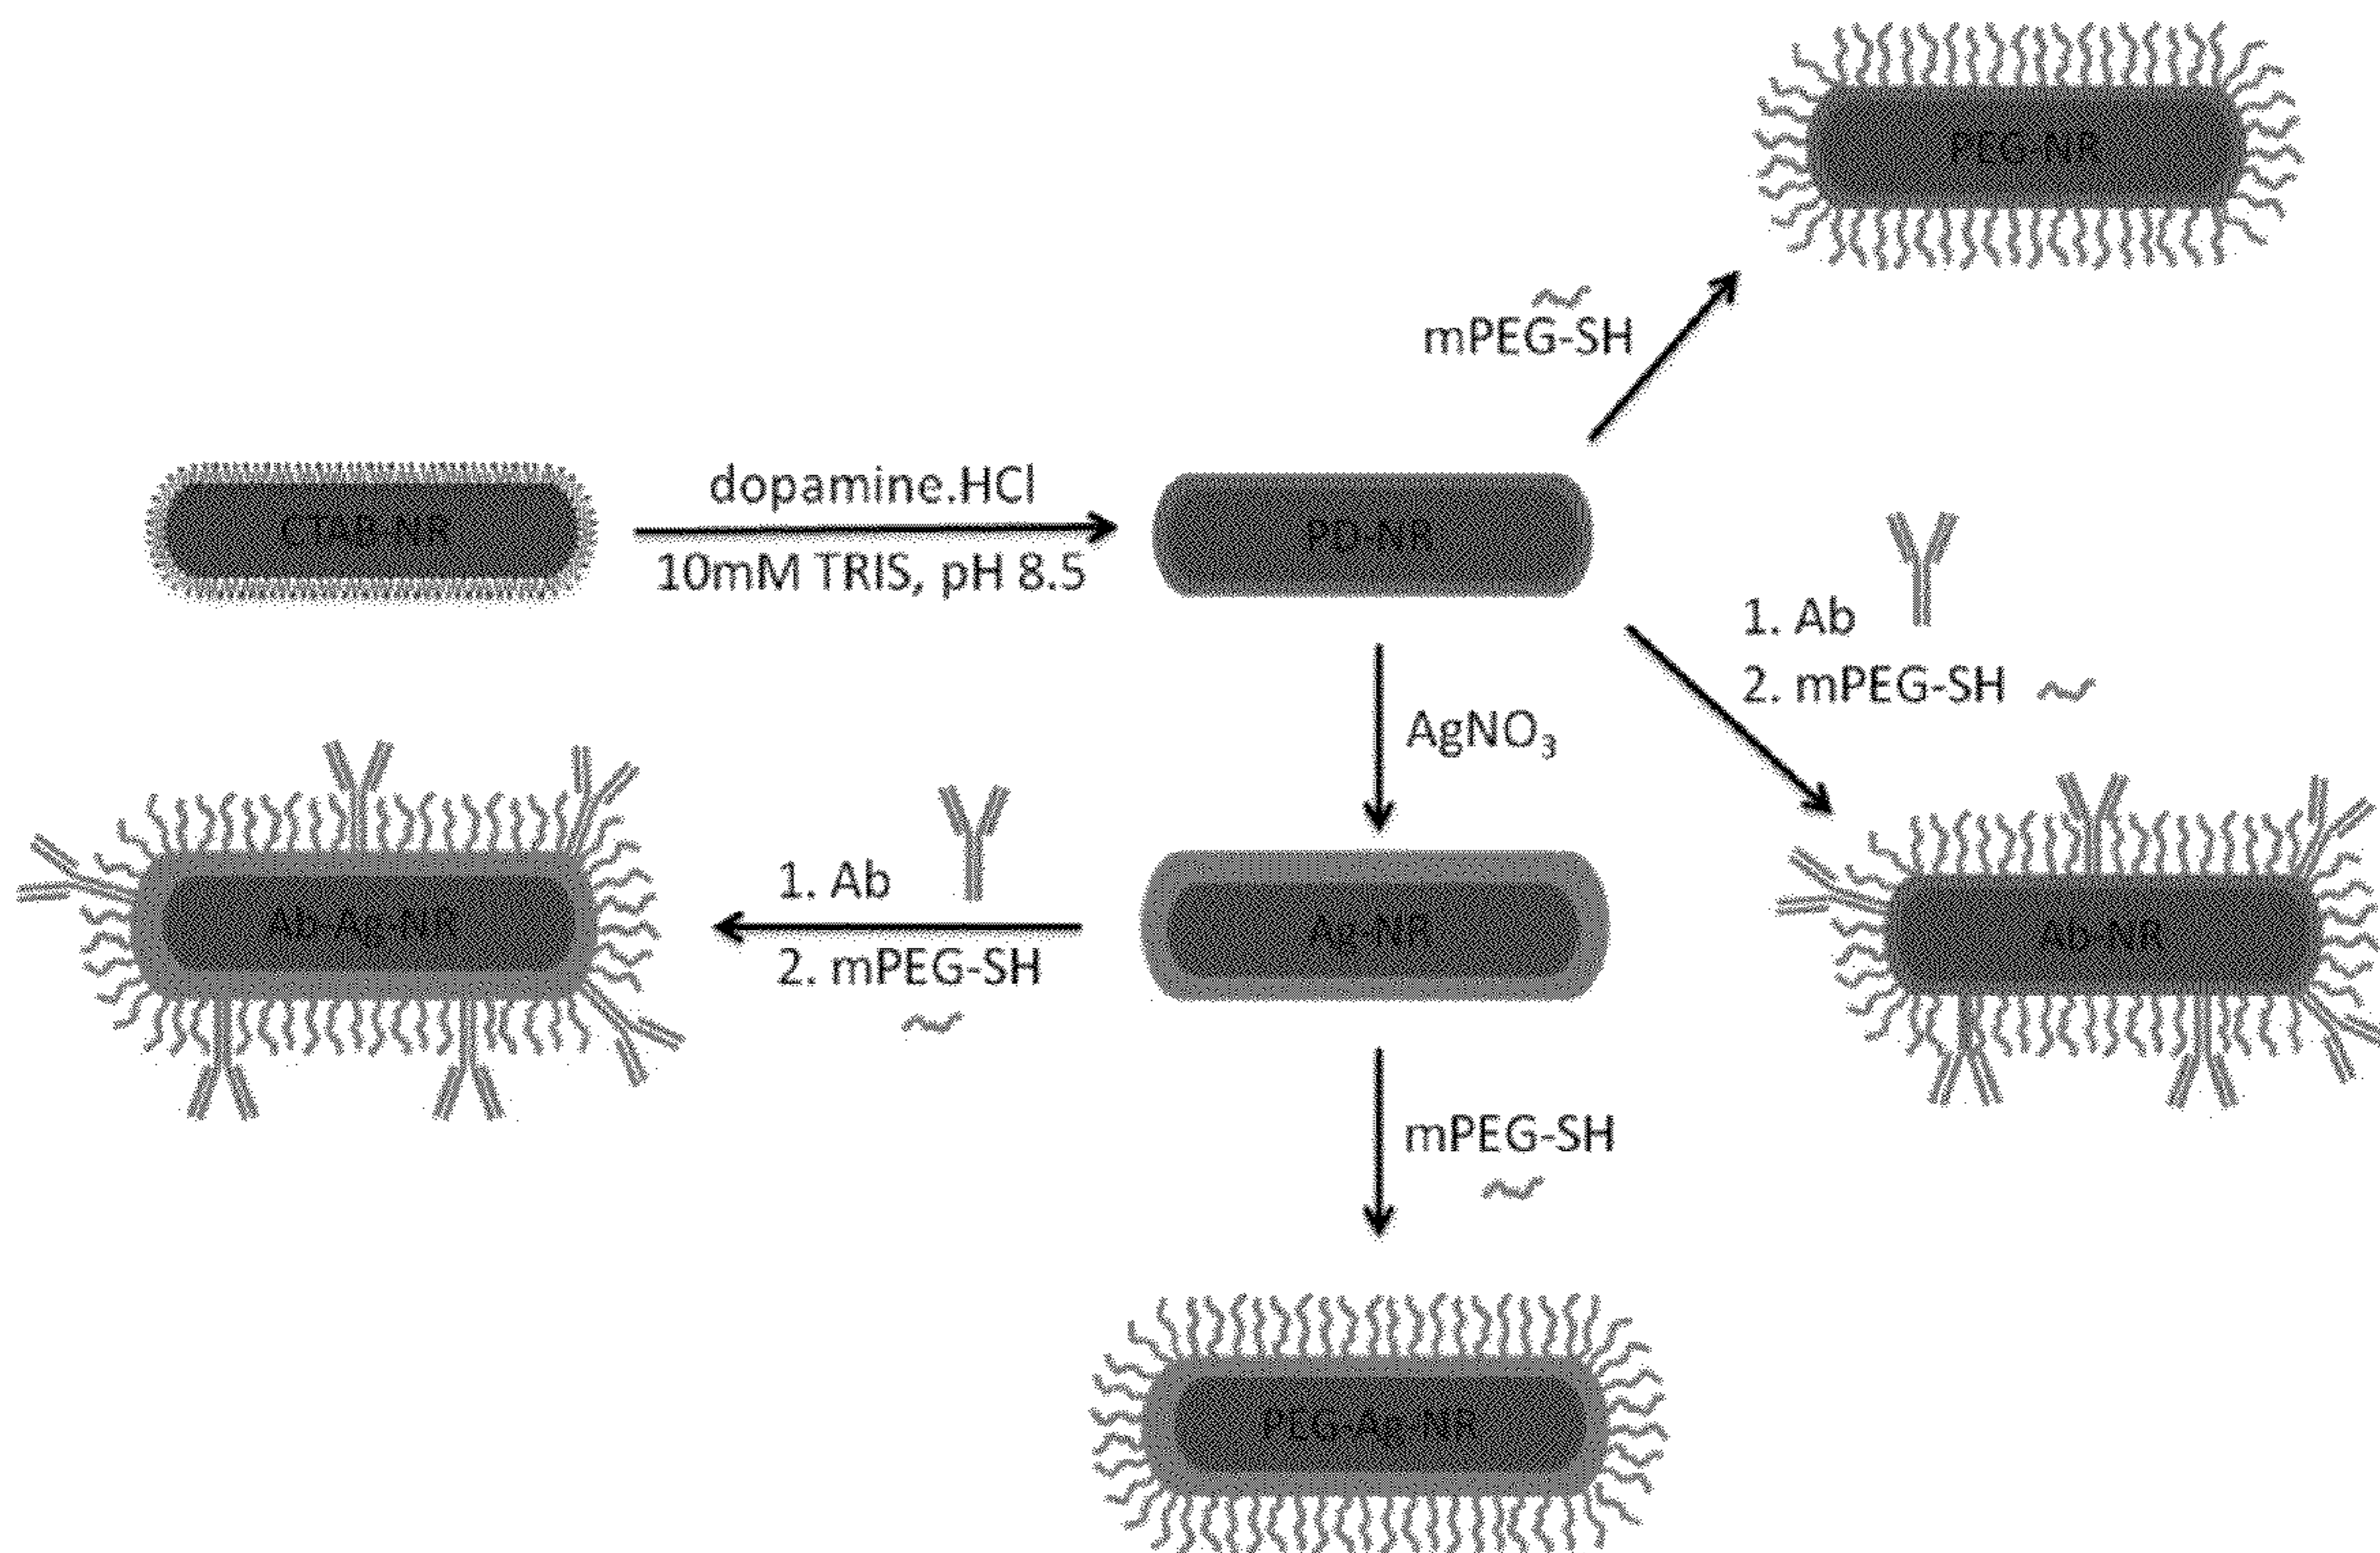 PEG-NR
mPEG-SH
CTAB-NR
dopamine.HCl
10mM TRIS, pH 8.5
PD-NR
1. Ab
2. mPEG-SH
AgNO₃
Ab-Ag-NR
1. Ab
2. mPEG-SH
Ag-NR
Ab-NR
mPEG-SH
PEG-Ag-NR